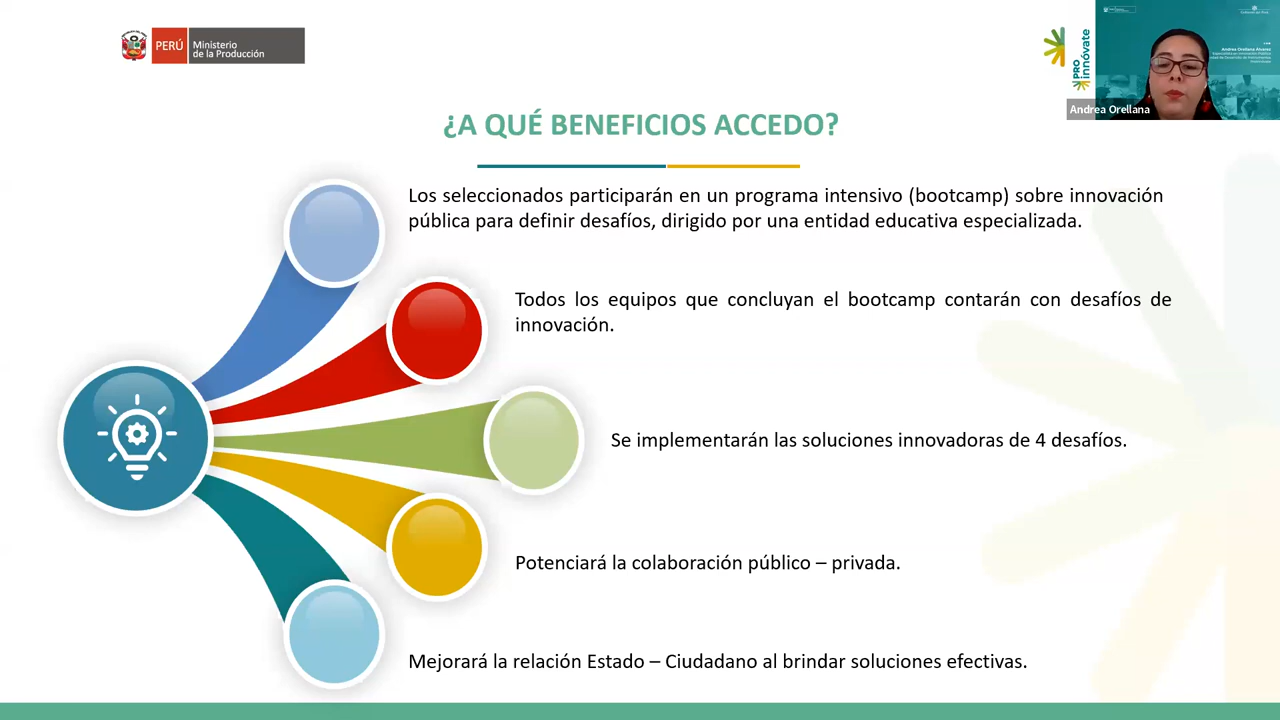 PERÚ
Ministerio
de la Producción
PRO
innóvate
Andrea Orellana Alvarez
Andrea Orellana
¿A QUÉ BENEFICIOS ACCEDO?
Los seleccionados participarán en un programa intensivo (bootcamp) sobre innovación
pública para definir desafíos, dirigido por una entidad educativa especializada.
Todos los equipos que concluyan el bootcamp contarán con desafíos de
innovación.
Se implementarán las soluciones innovadoras de 4 desafíos.
Potenciará la colaboración público – privada.
Mejorará la relación Estado – Ciudadano al brindar soluciones efectivas.